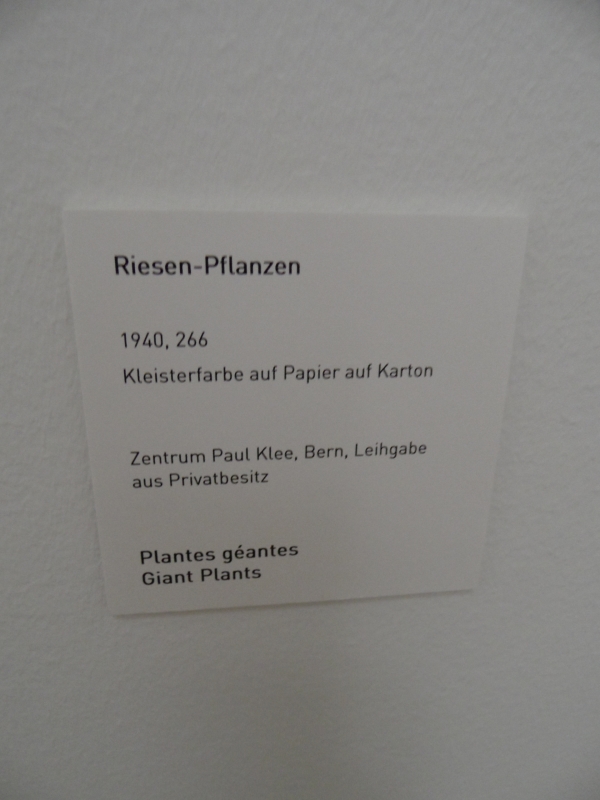 Riesen-Pflanzen
1940, 266
Kleisterfarbe auf Papier auf Karton
Zentrum Paul Klee, Bern, Leihgabe
aus Privatbesitz
Plantes géantes
Giant Plants